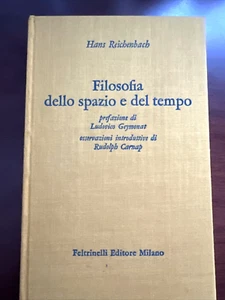 Hans Reichenbach
Filosofia
dello spazio e del tempo
prefazione di
Ludovico Geymonat
osservazioni introduttive di
Rudolph Carnap
Feltrinelli Editore Milano